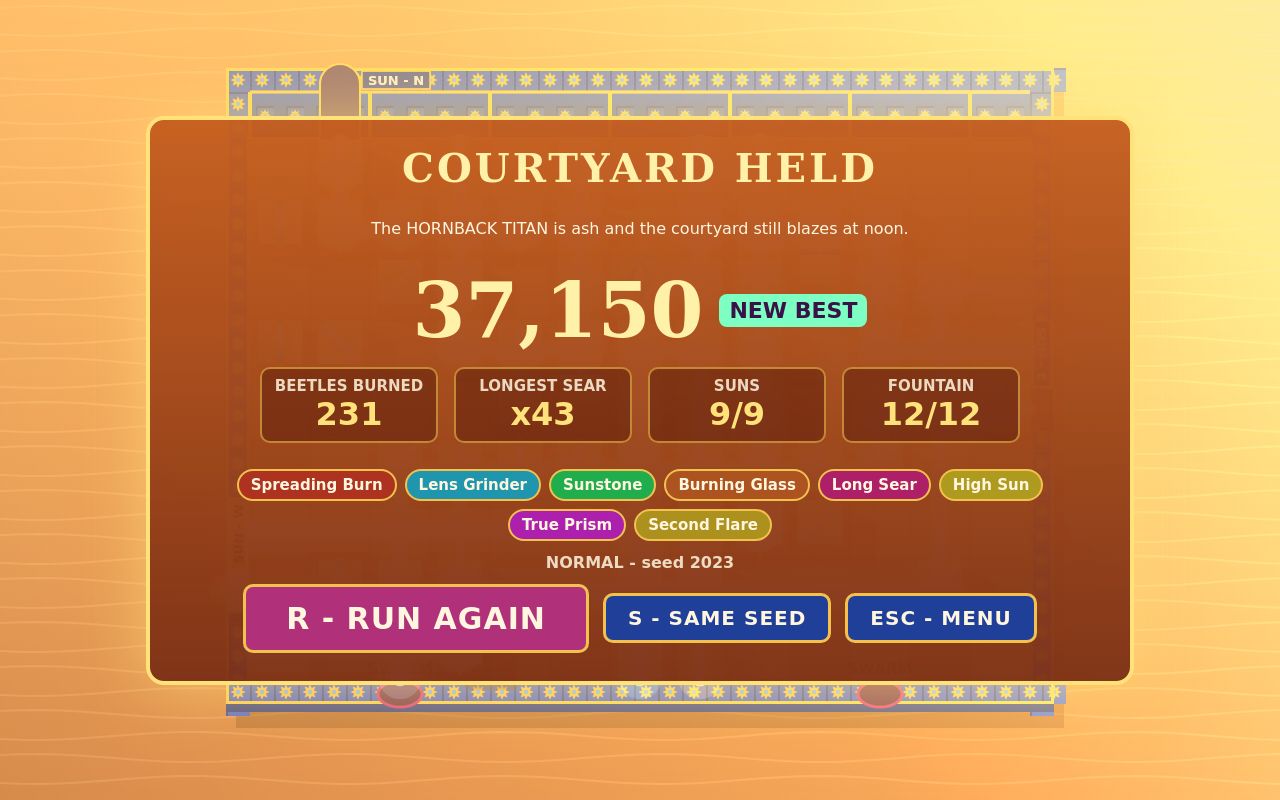 SUN - N
COURTYARD HELD
The HORNBACK TITAN is ash and the courtyard still blazes at noon.
37,150 NEW BEST
BEETLES BURNED LONGEST SEAR SUNS FOUNTAIN
231 x43 9/9 12/12
Spreading Burn Lens Grinder Sunstone Burning Glass Long Sear High Sun
True Prism Second Flare
NORMAL - seed 2023
R - RUN AGAIN S - SAME SEED ESC - MENU